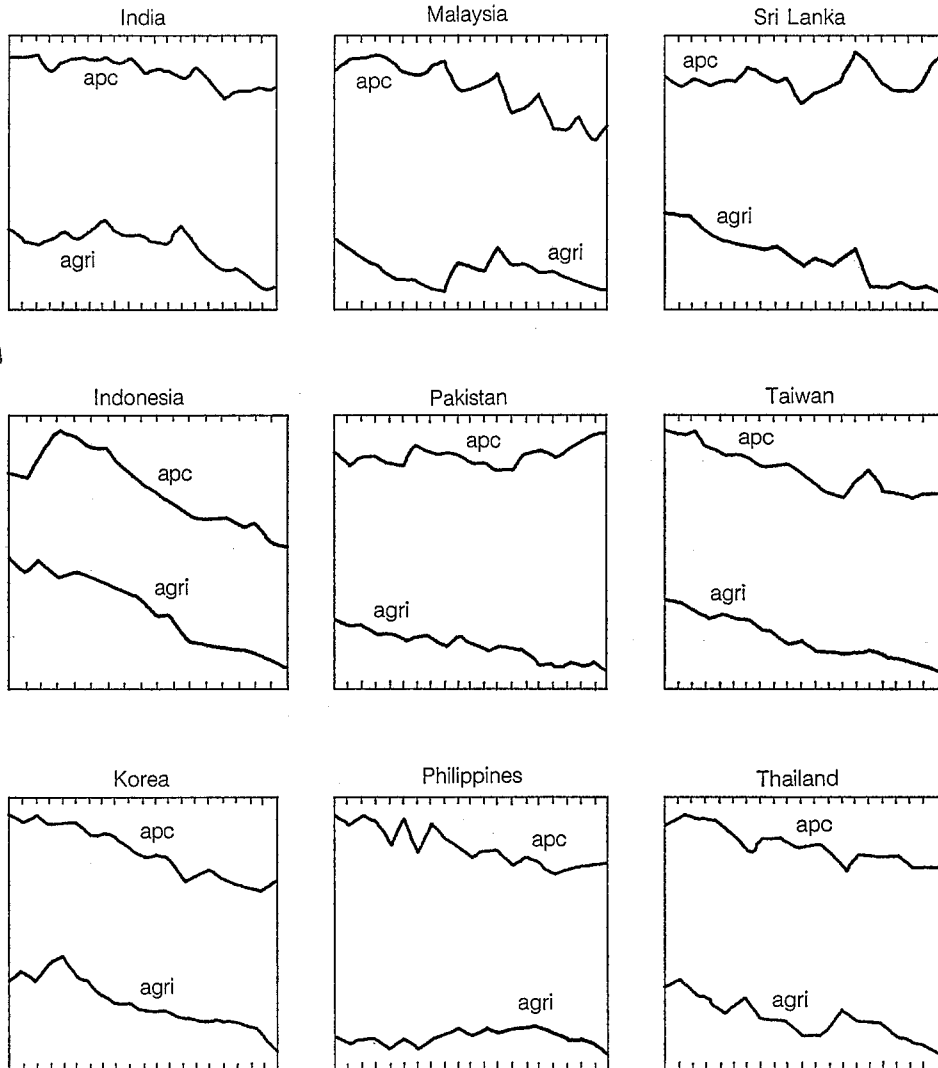 India
Malaysia
Sri Lanka
apc
apc
apc
agri
agri
agri
Indonesia
Pakistan
Taiwan
apc
apc
apc
agri
agri
agri
Korea
Philippines
Thailand
apc
apc
apc
agri
agri
agri